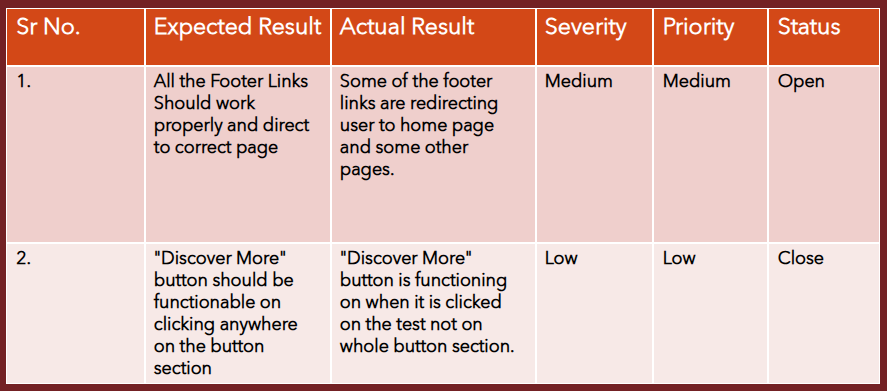 Sr No. Expected Result Actual Result Severity Priority Status
1.
All the Footer Links
Should work
properly and direct
to correct page
Some of the footer
links are redirecting
user to home page
and some other
pages.
Medium
Medium
Open
2.
"Discover More"
button should be
functionable on
clicking anywhere
on the button
section
"Discover More"
button is functioning
on when it is clicked
on the test not on
whole button section.
Low
Low
Close